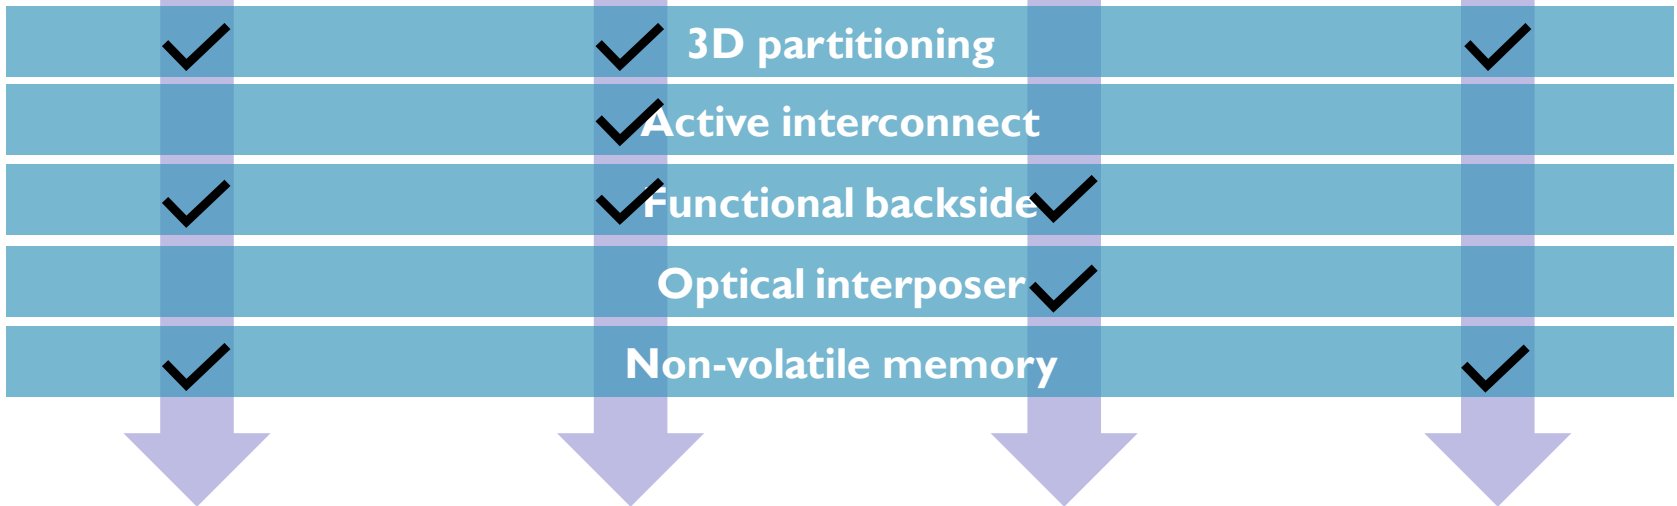 3D partitioning
Active interconnect
Functional backside
Optical interposer
Non-volatile memory